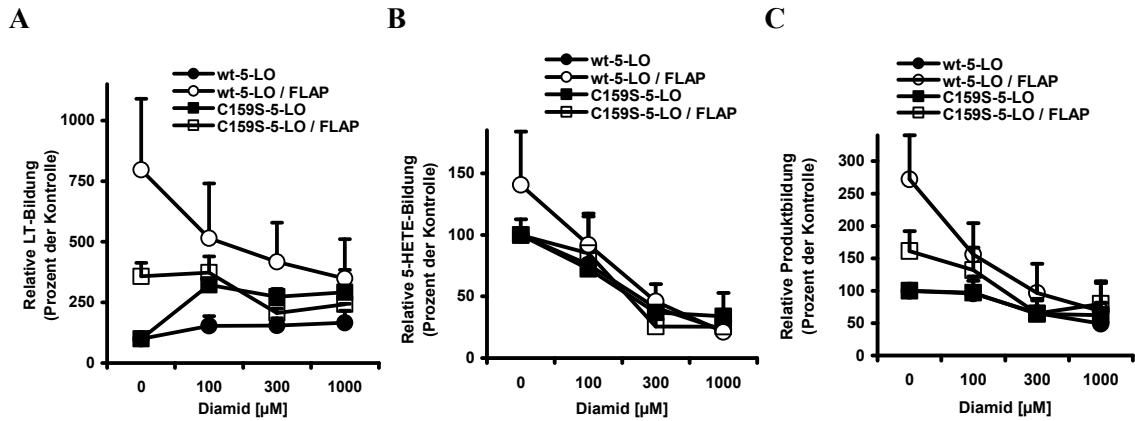 A
wt-5-LO
wt-5-LO / FLAP
C159S-5-LO
C159S-5-LO / FLAP
Relative LT-Bildung
(Prozent der Kontrolle)
1000
750
500
250
0
0 100 300 1000
Diamid [µM]
B
wt-5-LO
wt-5-LO / FLAP
C159S-5-LO
C159S-5-LO / FLAP
Relative 5-HETE-Bildung
(Prozent der Kontrolle)
150
100
50
0
0 100 300 1000
Diamid [µM]
C
wt-5-LO
wt-5-LO / FLAP
C159S-5-LO
C159S-5-LO / FLAP
Relative Produktbildung
(Prozent der Kontrolle)
300
250
200
150
100
50
0
0 100 300 1000
Diamid [µM]